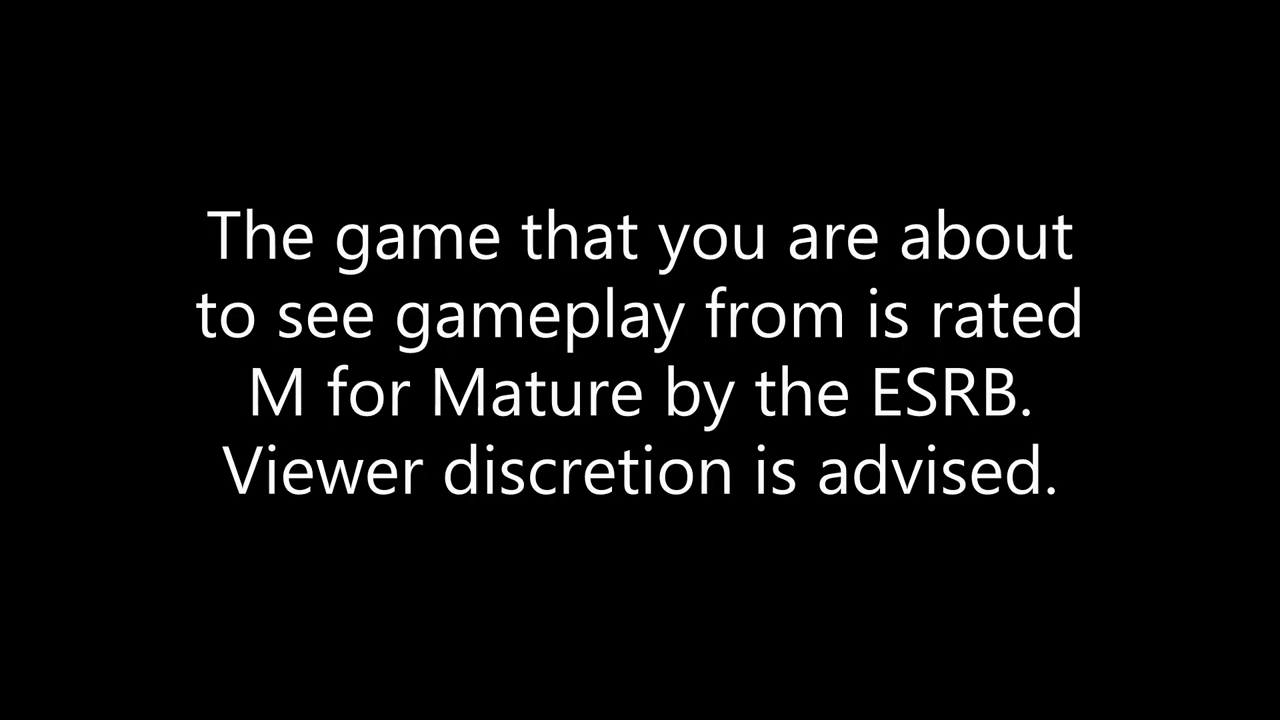 The game that you are about
to see gameplay from is rated
M for Mature by the ESRB.
Viewer discretion is advised.